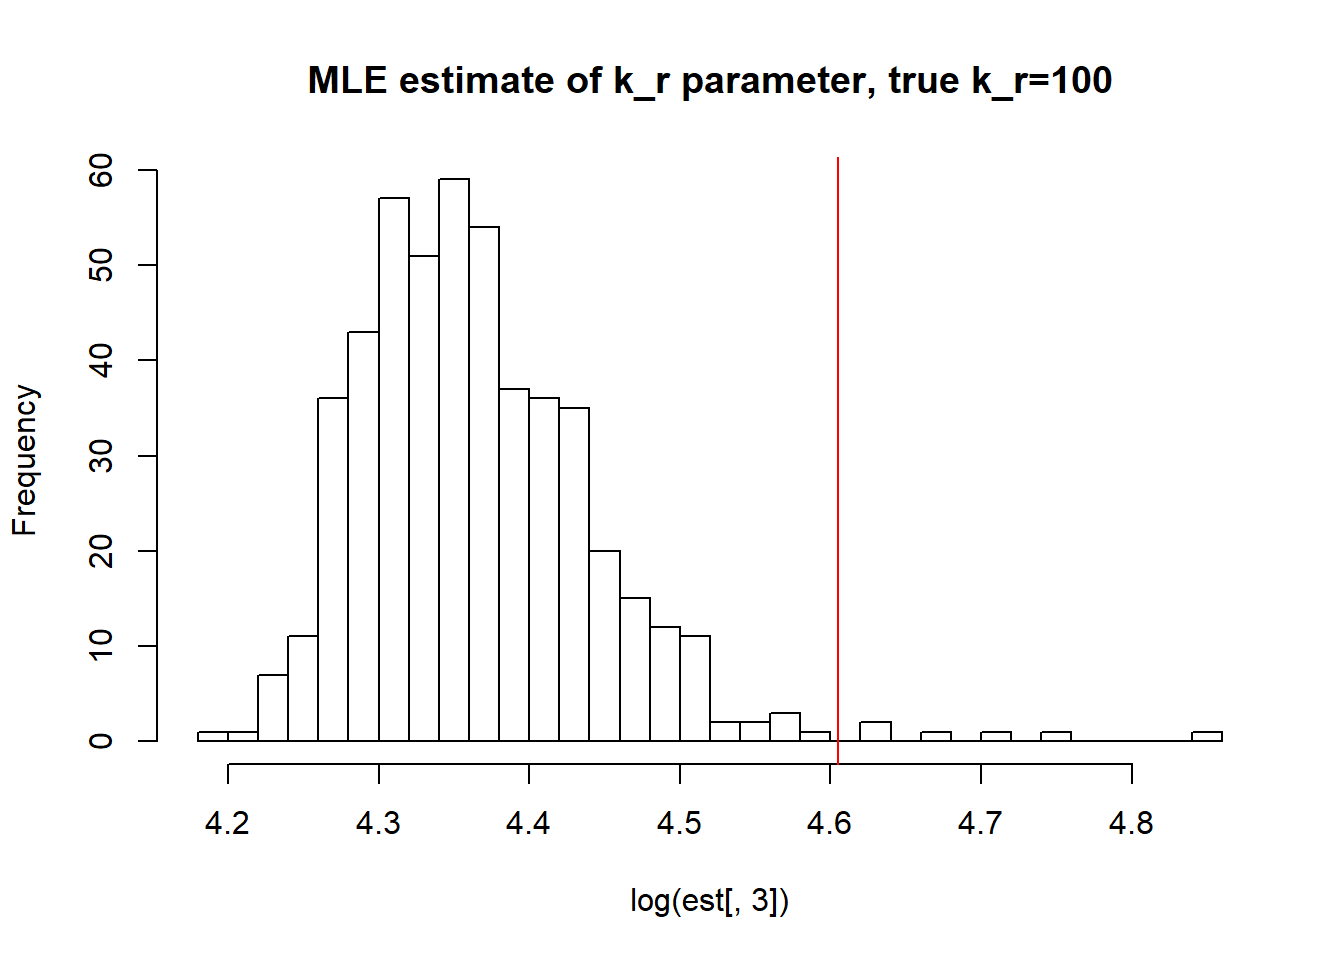 MLE estimate of k_r parameter, true k_r=100
Frequency
60
50
40
30
20
10
0
4.2 4.3 4.4 4.5 4.6 4.7 4.8
log(est[, 3])